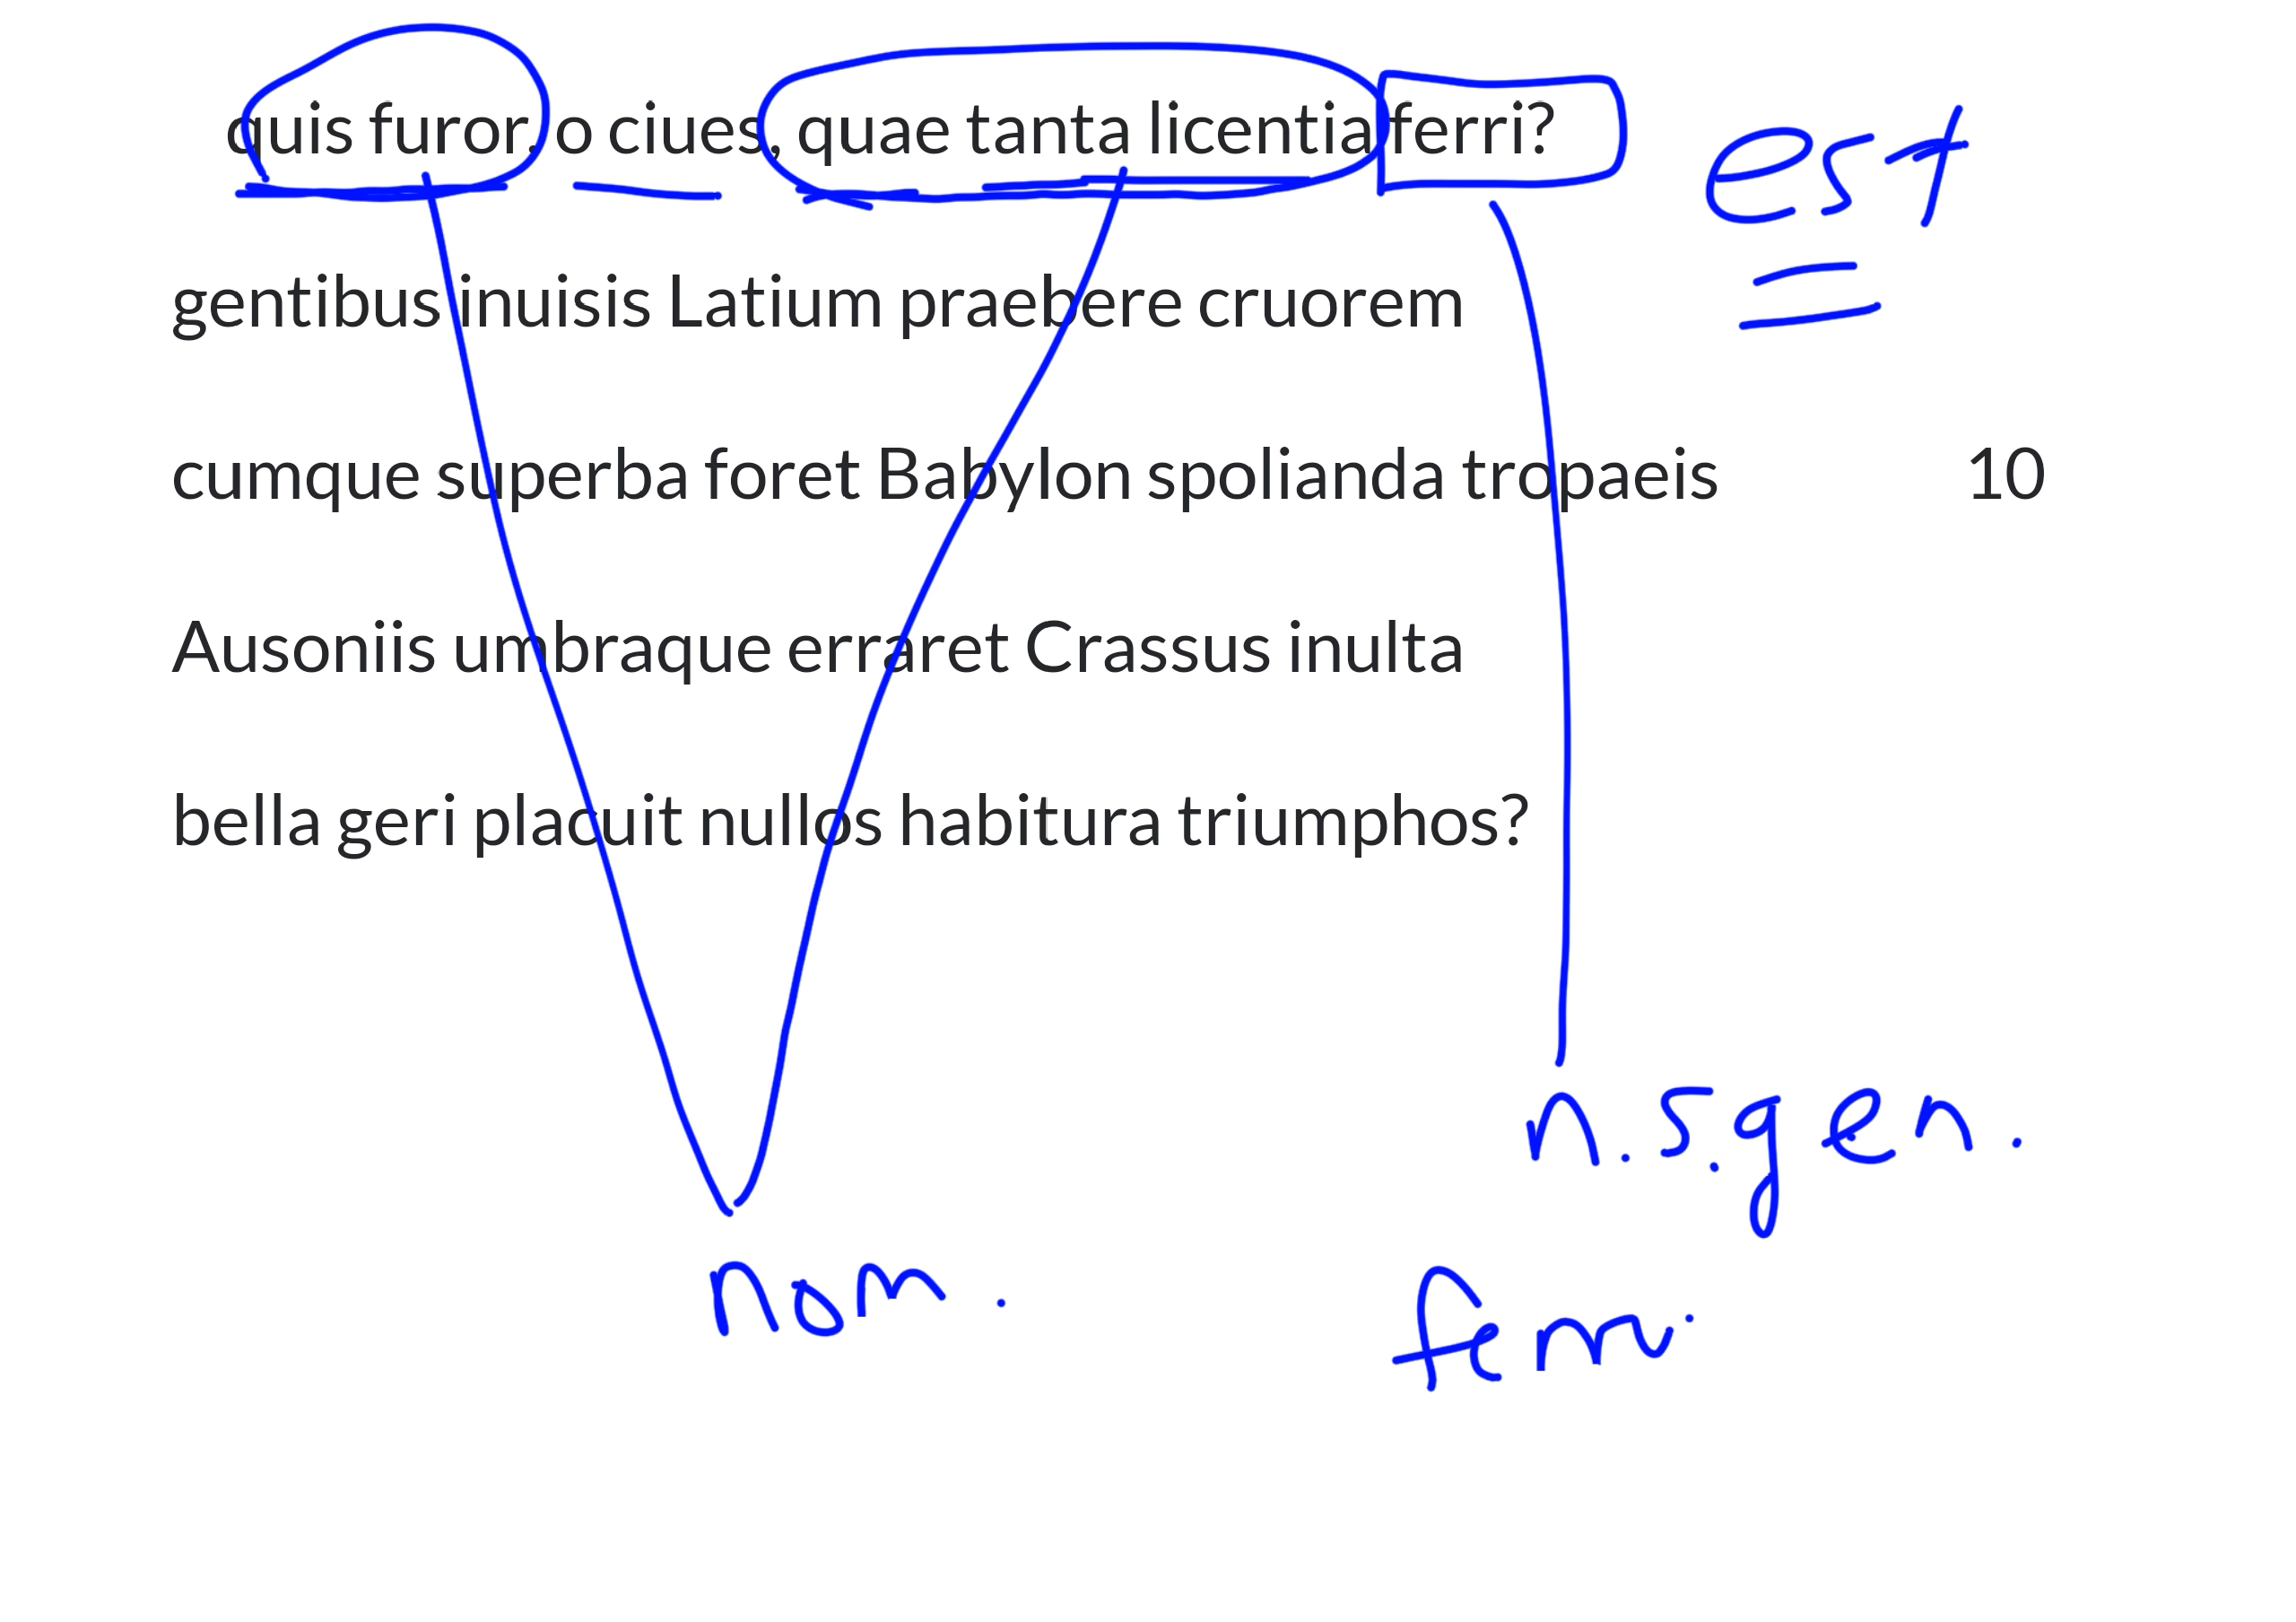 quis furor, o ciues, quae tanta licentia ferri? est
gentibus inuisis Latium praebere cruorem
cumque superba foret Babylon spolianda tropaeis 10
Ausoniis umbraque erraret Crassus inulta
bella geri placuit nullos habitura triumphos?
n.s.gen.
nom.